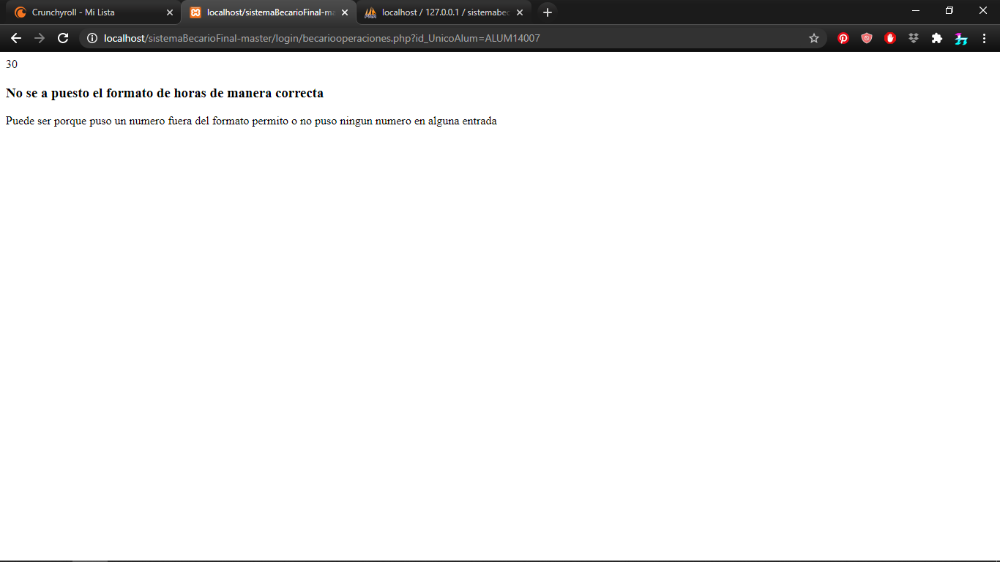 Crunchyroll - Mi Lista
localhost/sistemaBecarioFinal-ma
localhost / 127.0.0.1 / sistemabec
localhost/sistemaBecarioFinal-master/login/becariooperaciones.php?id_UnicoAlum=ALUM14007
30
No se a puesto el formato de horas de manera correcta
Puede ser porque puso un numero fuera del formato permito o no puso ningun numero en alguna entrada